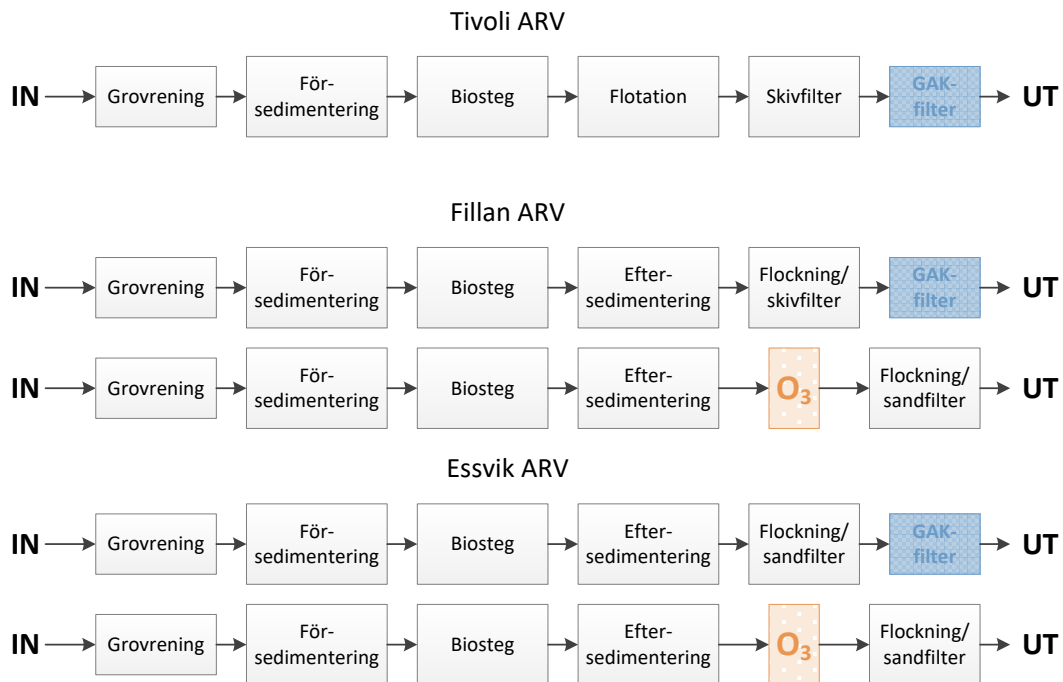 Tivoli ARV
IN
Grovrening
För-
sedimentering
Biosteg
Flotation
Skivfilter
GAK-
filter
UT
Fillan ARV
IN
Grovrening
För-
sedimentering
Biosteg
Efter-
sedimentering
Flockning/
skivfilter
GAK-
filter
UT
IN
Grovrening
För-
sedimentering
Biosteg
Efter-
sedimentering
O₃
Flockning/
sandfilter
UT
Essvik ARV
IN
Grovrening
För-
sedimentering
Biosteg
Efter-
sedimentering
Flockning/
sandfilter
GAK-
filter
UT
IN
Grovrening
För-
sedimentering
Biosteg
Efter-
sedimentering
O₃
Flockning/
sandfilter
UT